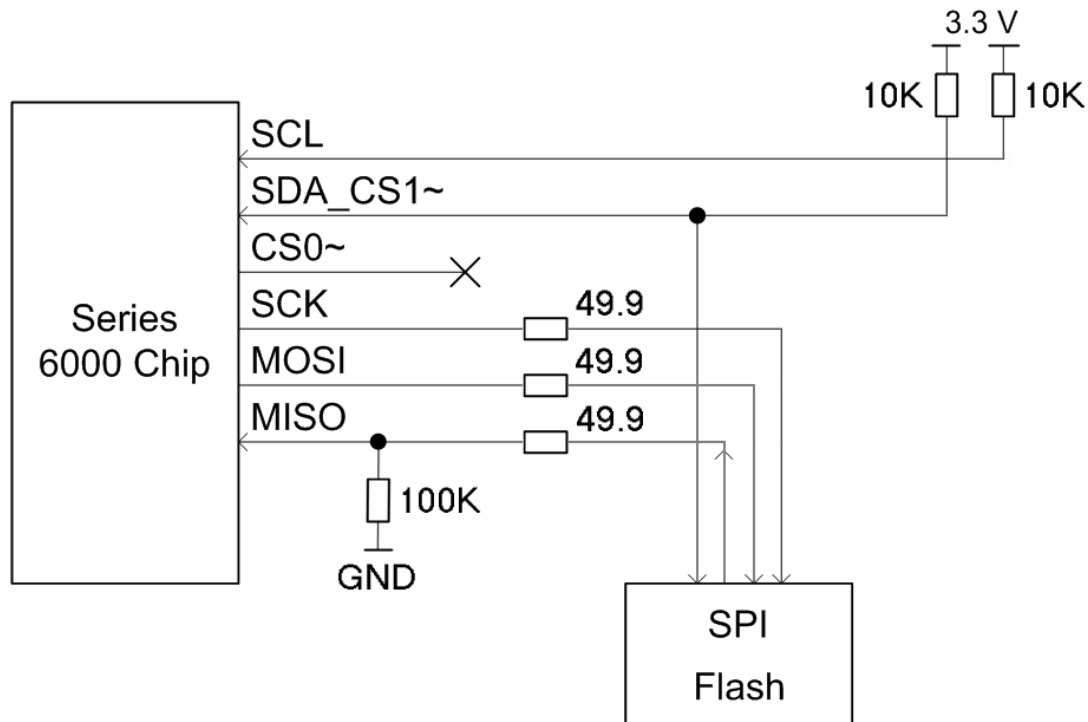 3.3 V
10K
10K
SCL
SDA_CS1~
CS0~
SCK
49.9
Series
6000 Chip
MOSI
49.9
MISO
49.9
100K
GND
SPI
Flash